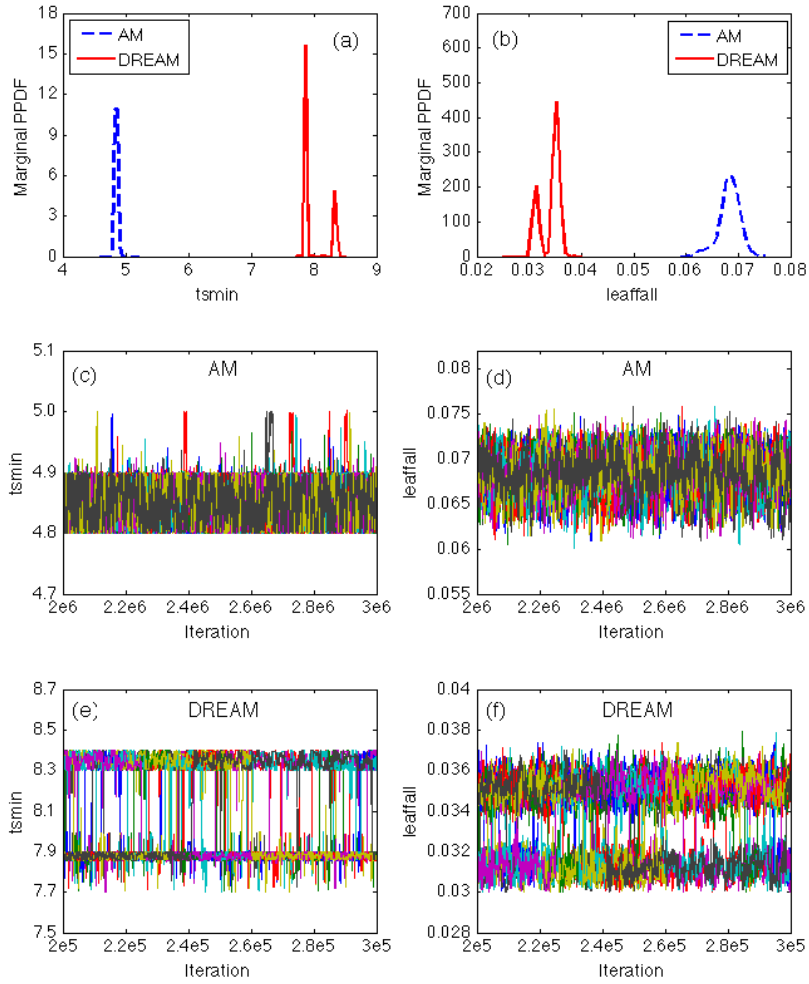 18
15
12
9
6
3
0
Marginal PPDF
AM
DREAM
(a)
4 5 6 7 8 9
tsmin
700
600
500
400
300
200
100
0
Marginal PPDF
(b)
AM
DREAM
0.02 0.03 0.04 0.05 0.06 0.07 0.08
leaffall
5.1
5.0
4.9
4.8
4.7
tsmin
(c)
AM
2e6 2.2e6 2.4e6 2.6e6 2.8e6 3e6
Iteration
0.08
0.07
0.065
0.06
0.055
leaffall
(d)
AM
2e6 2.2e6 2.4e6 2.6e6 2.8e6 3e6
Iteration
8.7
8.5
8.3
8.1
7.9
7.7
7.5
tsmin
(e)
DREAM
2e5 2.2e5 2.4e5 2.6e5 2.8e5 3e5
Iteration
0.04
0.038
0.036
0.034
0.032
0.03
0.028
leaffall
(f)
DREAM
2e5 2.2e5 2.4e5 2.6e5 2.8e5 3e5
Iteration